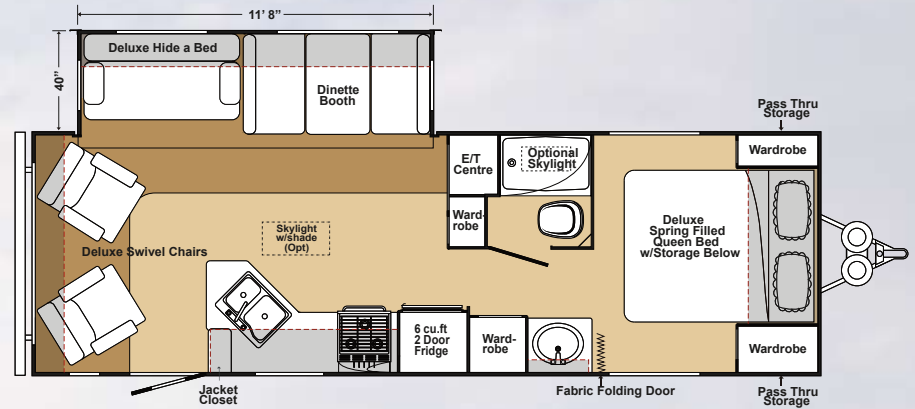 11' 8"
40"
Deluxe Hide a Bed
Dinette
Booth
Pass Thru
Storage
Wardrobe
E/T
Centre
Optional
Skylight
Ward-
robe
Deluxe
Spring Filled
Queen Bed
w/Storage Below
Skylight
w/shade
(Opt)
Deluxe Swivel Chairs
6 cu.ft
2 Door
Fridge
Ward-
robe
Wardrobe
Jacket
Closet
Fabric Folding Door
Pass Thru
Storage